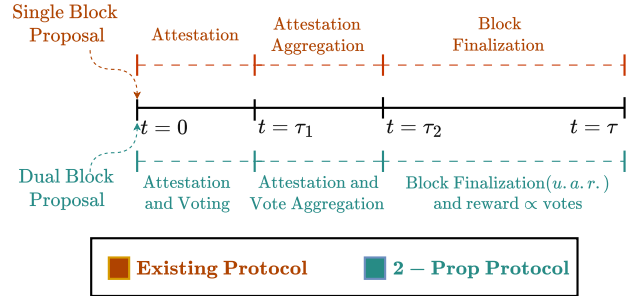 Single Block
Proposal
Attestation
Attestation
Aggregation
Block
Finalization
t = 0
t = τ₁
t = τ₂
t = τ
Dual Block
Proposal
Attestation
and Voting
Attestation and
Vote Aggregation
Block Finalization(u. a. r. )
and reward ∝ votes
Existing Protocol
2 − Prop Protocol